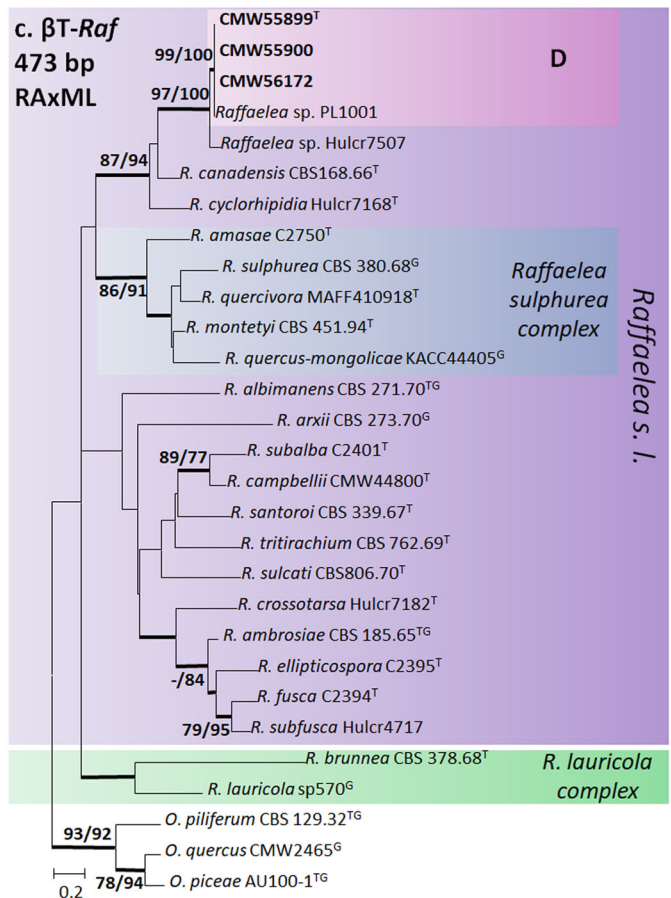 c. βT-Raf
473 bp
RAxML
CMW55899ᵀ
CMW55900
CMW56172
Raffaelea sp. PL1001
D
99/100
97/100
Raffaelea sp. Hulcr7507
87/94
R. canadensis CBS168.66ᵀ
R. cyclorhipidia Hulcr7168ᵀ
R. amasae C2750ᵀ
86/91
R. sulphurea CBS 380.68ᴳ
R. quercivora MAFF410918ᵀ
R. montetyi CBS 451.94ᵀ
R. quercus-mongolicae KACC44405ᴳ
Raffaelea
sulphurea
complex
Raffaelea s. l.
R. albimanens CBS 271.70ᵀᴳ
R. arxii CBS 273.70ᴳ
89/77
R. subalba C2401ᵀ
R. campbellii CMW44800ᵀ
R. santoroi CBS 339.67ᵀ
R. tritirachium CBS 762.69ᵀ
R. sulcati CBS806.70ᵀ
R. crossotarsa Hulcr7182ᵀ
R. ambrosiae CBS 185.65ᵀᴳ
-/84
R. ellipticospora C2395ᵀ
R. fusca C2394ᵀ
79/95
R. subfusca Hulcr4717
R. brunnea CBS 378.68ᵀ
R. lauricola sp570ᴳ
R. lauricola
complex
O. piliferum CBS 129.32ᵀᴳ
93/92
O. quercus CMW2465ᴳ
78/94
O. piceae AU100-1ᵀᴳ
0.2